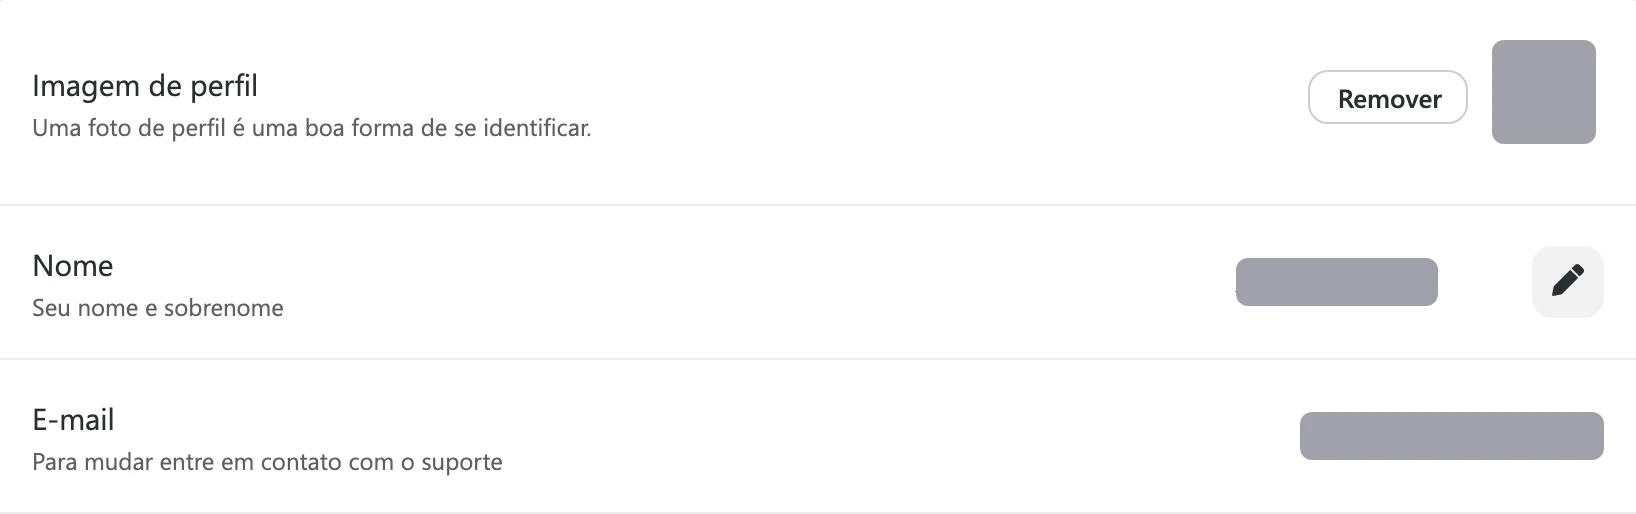 Imagem de perfil
Uma foto de perfil é uma boa forma de se identificar.
Remover
Nome
Seu nome e sobrenome
E-mail
Para mudar entre em contato com o suporte